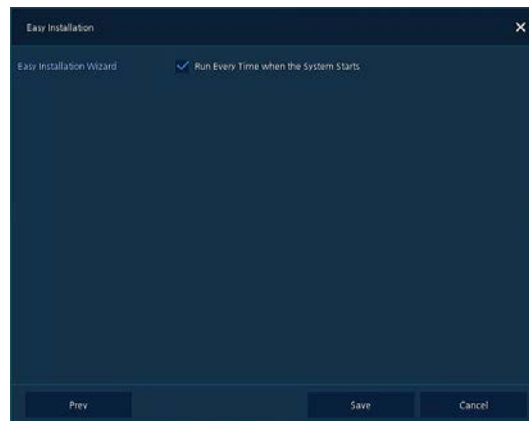 Easy Installation
Easy Installation Wizard Run Every Time when the System Starts
Prev Save Cancel